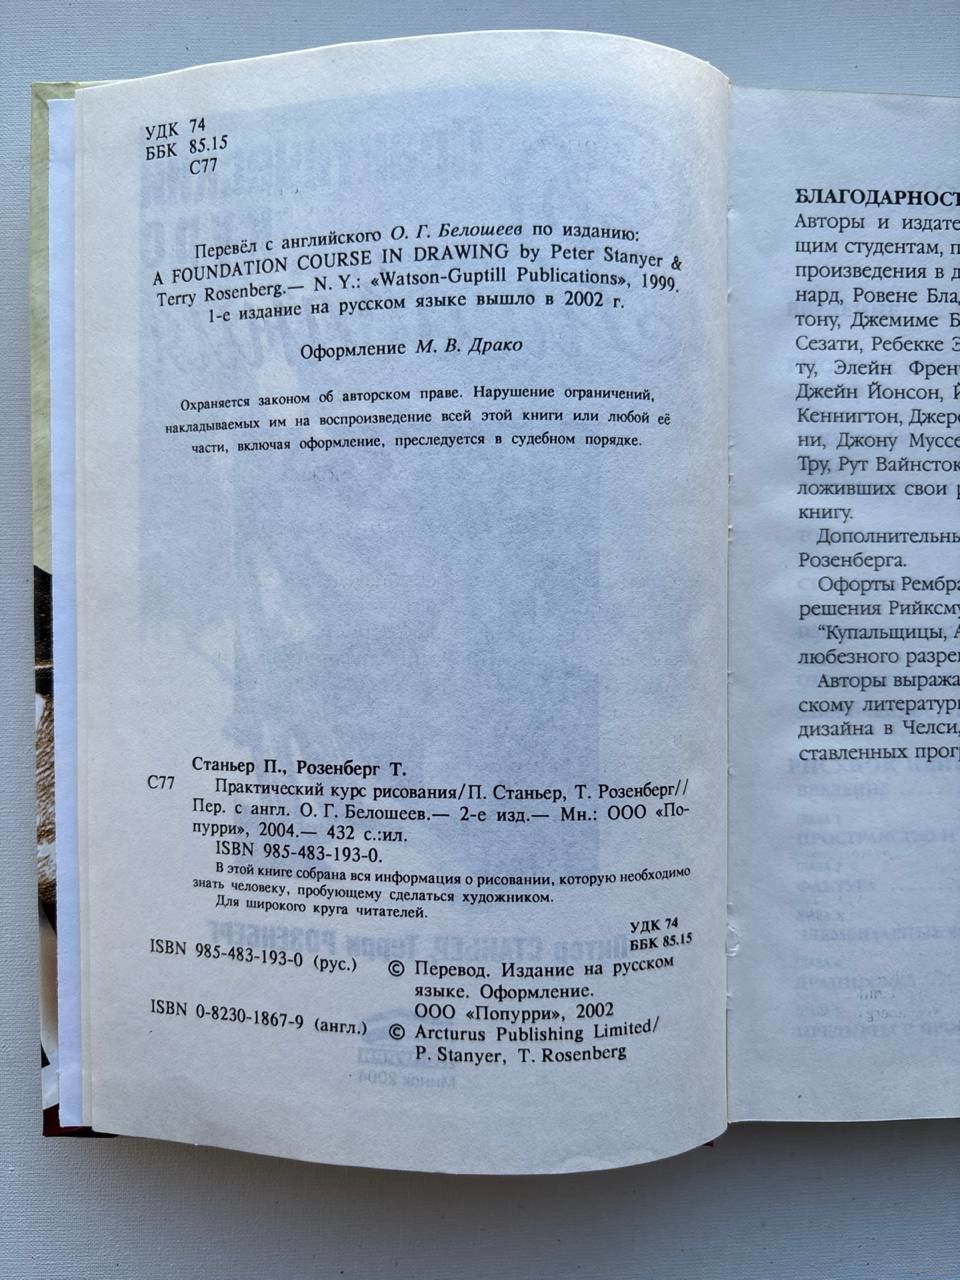 УДК 74
ББК 85.15
С77
Перевёл с английского О. Г. Белошеев по изданию:
A FOUNDATION COURSE IN DRAWING by Peter Stanyer &
Terry Rosenberg.— N. Y.: «Watson-Guptill Publications», 1999.
1-е издание на русском языке вышло в 2002 г.
Оформление М. В. Драко
Охраняется законом об авторском праве. Нарушение ограничений,
накладываемых им на воспроизведение всей этой книги или любой её
части, включая оформление, преследуется в судебном порядке.
Станьер П., Розенберг Т.
С77 Практический курс рисования/П. Станьер, Т. Розенберг//
Пер. с англ. О. Г. Белошеев.— 2-е изд.— Мн.: ООО «По-
пурри», 2004.— 432 с.:ил.
ISBN 985-483-193-0.
В этой книге собрана вся информация о рисовании, которую необходимо
знать человеку, пробующему сделаться художником.
Для широкого круга читателей.
УДК 74
ББК 85.15
ISBN 985-483-193-0 (рус.)
© Перевод. Издание на русском
языке. Оформление.
ООО «Попурри», 2002
ISBN 0-8230-1867-9 (англ.)
© Arcturus Publishing Limited/
P. Stanyer, T. Rosenberg
БЛАГОДАРНОСТ
Авторы и издате
щим студентам, п
произведения в д
нард, Ровене Бла
тону, Джемиме Б
Сезати, Ребекке Э
ту, Элейн Френ
Джейн Йонсон, Й
Кеннигтон, Джер
ни, Джону Муссе
Тру, Рут Вайнсток
ложивших свои р
книгу.
Дополнительны
Розенберга.
Офорты Рембра
решения Рийксму
“Купальщицы, А
любезного разре
Авторы выража
скому литератур
дизайна в Челси,
ставленных прог